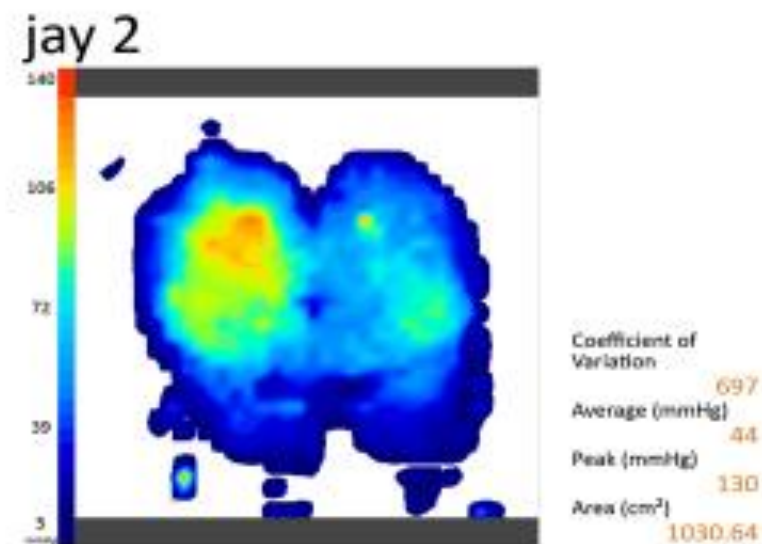 jay 2
140
106
72
39
5
Coefficient of
Variation
697
Average (mmHg)
44
Peak (mmHg)
130
Area (cm²)
1030.64